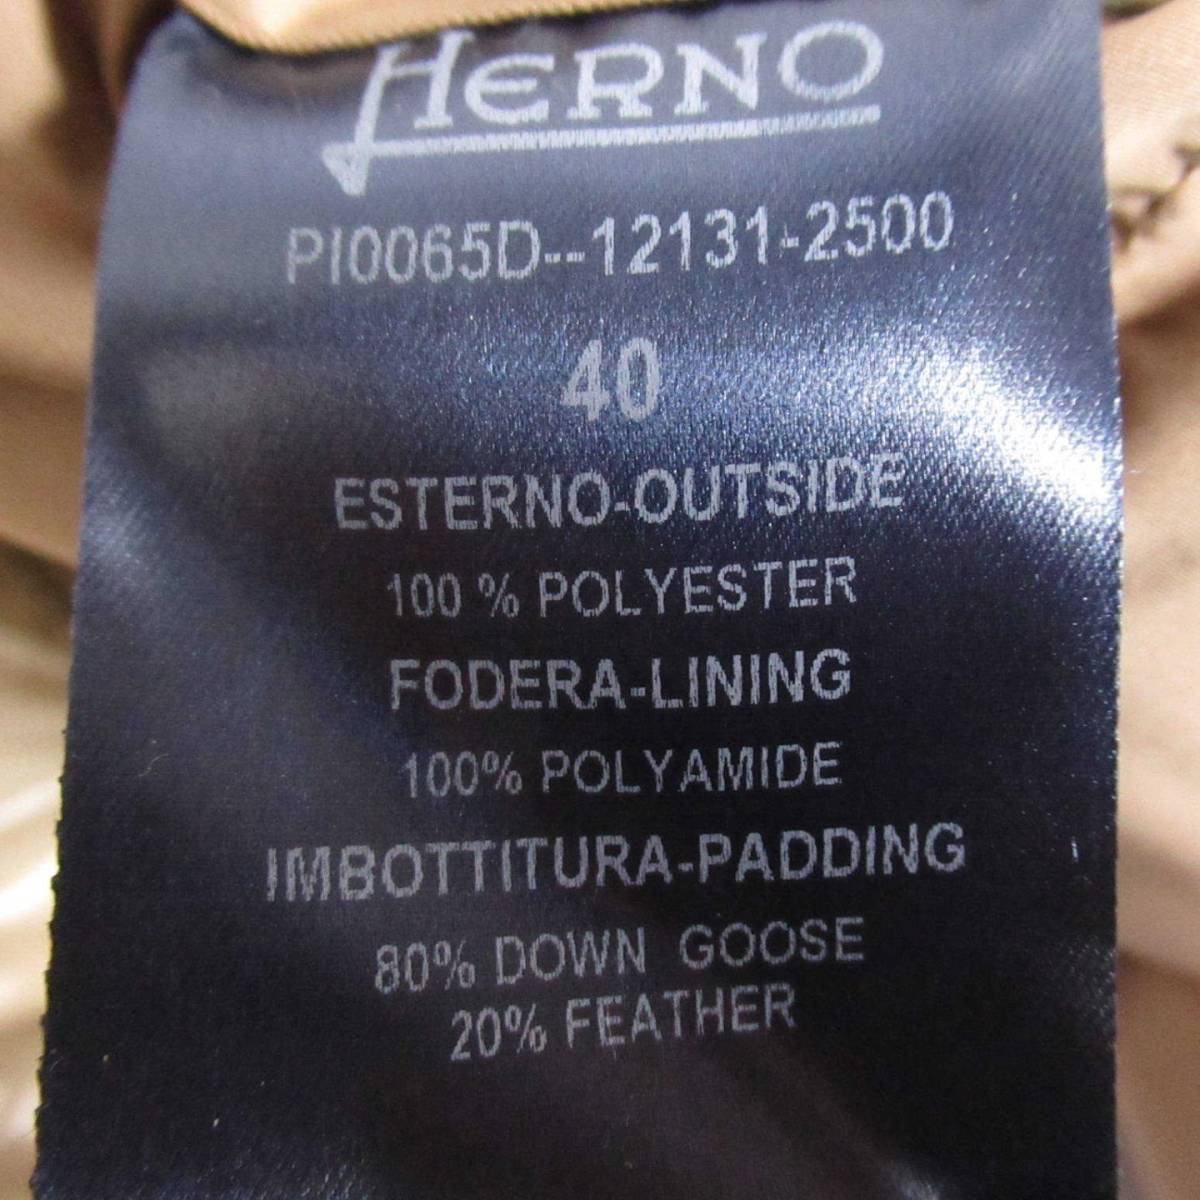 HERNO
PI0065D--12131-2500
40
ESTERNO-OUTSIDE
100 % POLYESTER
FODERA-LINING
100% POLYAMIDE
IMBOTTITURA-PADDING
80% DOWN GOOSE
20% FEATHER